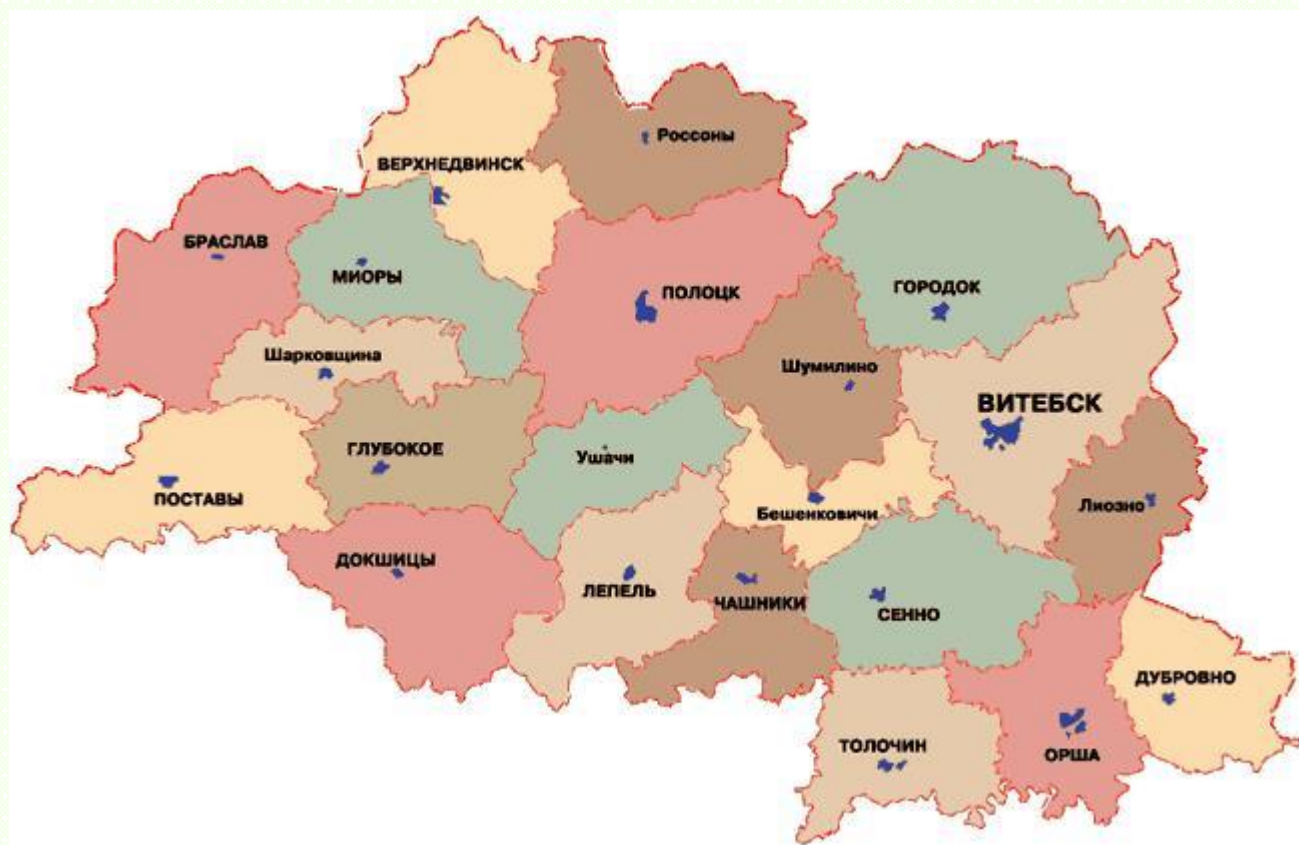 Россоны
ВЕРХНЕДВИНСК
БРАСЛАВ
МИОРЫ
ПОЛОЦК
ГОРОДОК
Шарковщина
Шумилино
ВИТЕБСК
ГЛУБОКОЕ
Ушачи
ПОСТАВЫ
Бешенковичи
Лиозно
ДОКШИЦЫ
ЛЕПЕЛЬ
ЧАШНИКИ
СЕННО
ДУБРОВНО
ТОЛОЧИН
ОРША